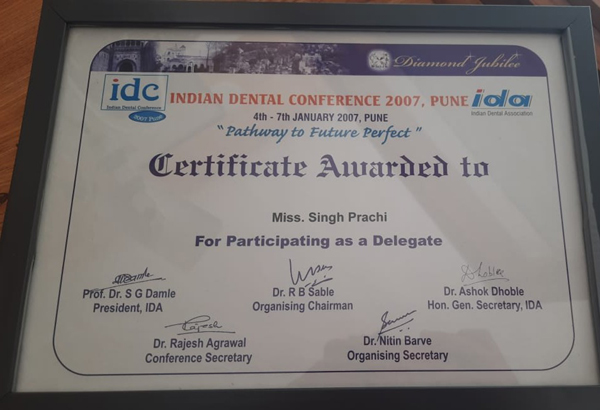 Diamond Jubilee
idc
Indian Dental Conference
2007 PUNE
INDIAN DENTAL CONFERENCE 2007, PUNE
ida
Indian Dental Association
4th - 7th JANUARY 2007, PUNE
"Pathway to Future Perfect"
Certificate Awarded to
Miss. Singh Prachi
For Participating as a Delegate
Prof. Dr. S G Damle
President, IDA
Dr. R B Sable
Organising Chairman
Dr. Ashok Dhoble
Hon. Gen. Secretary, IDA
Dr. Rajesh Agrawal
Conference Secretary
Dr. Nitin Barve
Organising Secretary